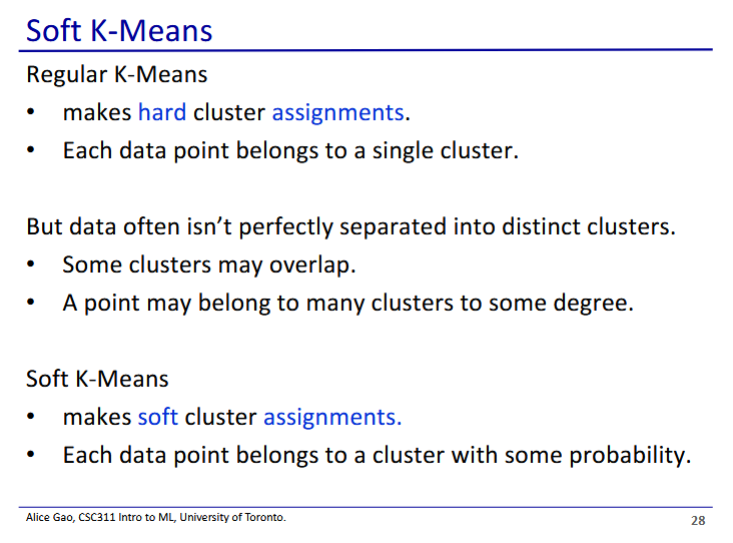 Soft K-Means
Regular K-Means
• makes hard cluster assignments.
• Each data point belongs to a single cluster.
But data often isn’t perfectly separated into distinct clusters.
• Some clusters may overlap.
• A point may belong to many clusters to some degree.
Soft K-Means
• makes soft cluster assignments.
• Each data point belongs to a cluster with some probability.
Alice Gao, CSC311 Intro to ML, University of Toronto.
28